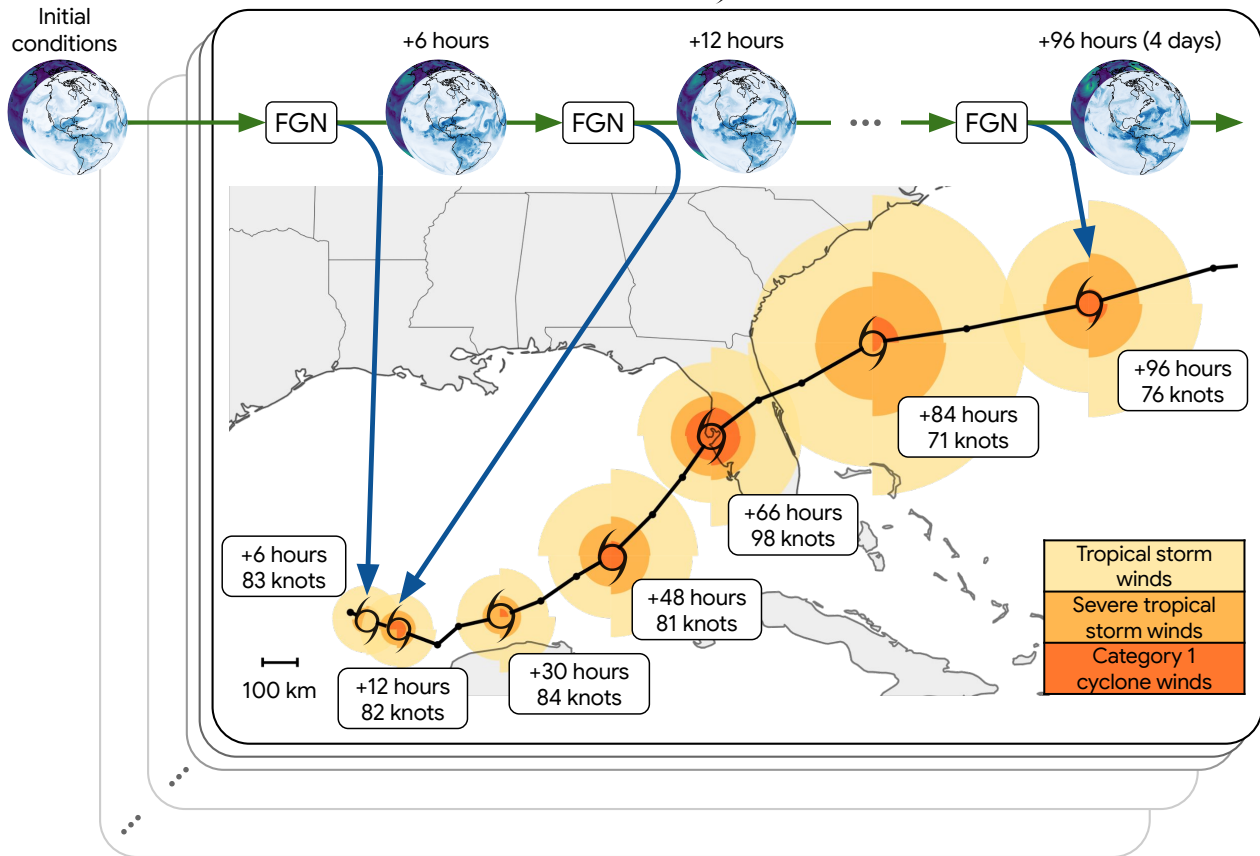 Initial
conditions
+6 hours
+12 hours
+96 hours (4 days)
FGN
FGN
...
FGN
+96 hours
76 knots
+84 hours
71 knots
+66 hours
98 knots
+6 hours
83 knots
+48 hours
81 knots
+30 hours
84 knots
+12 hours
82 knots
100 km
Tropical storm
winds
Severe tropical
storm winds
Category 1
cyclone winds